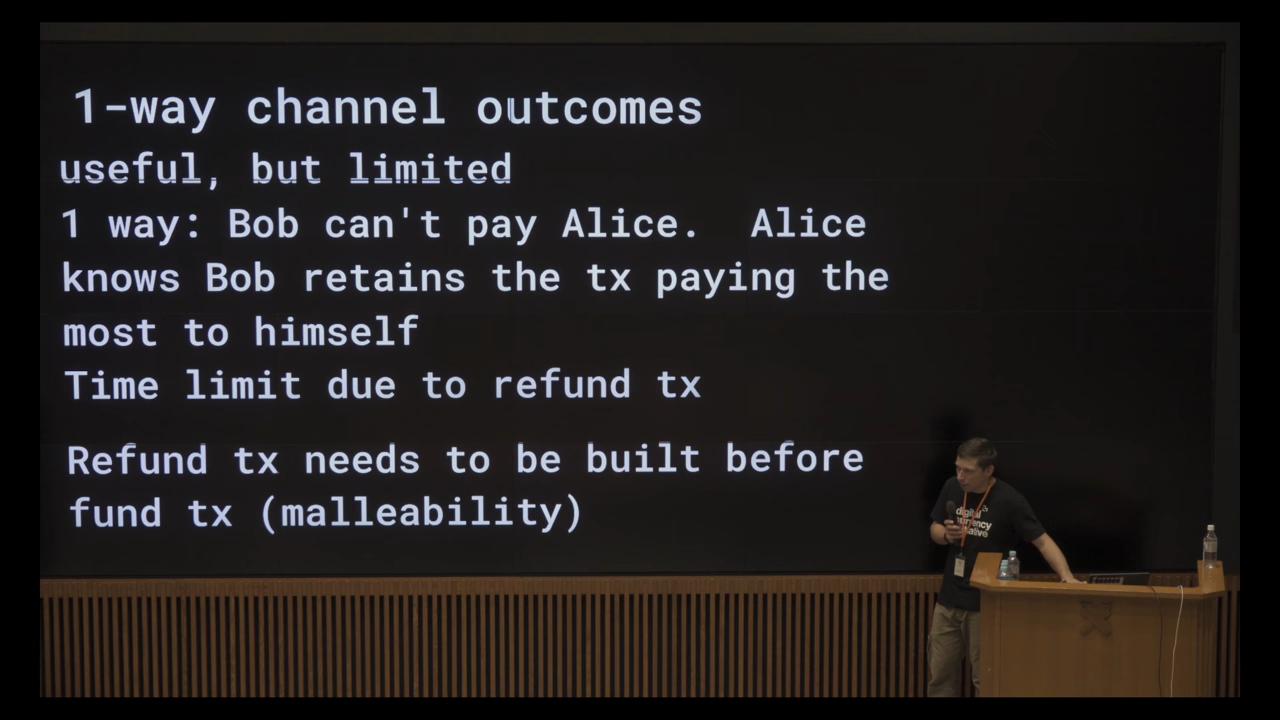 1-way channel outcomes
useful, but limited
1 way: Bob can't pay Alice.  Alice
knows Bob retains the tx paying the
most to himself
Time limit due to refund tx
Refund tx needs to be built before
fund tx (malleability)
digital